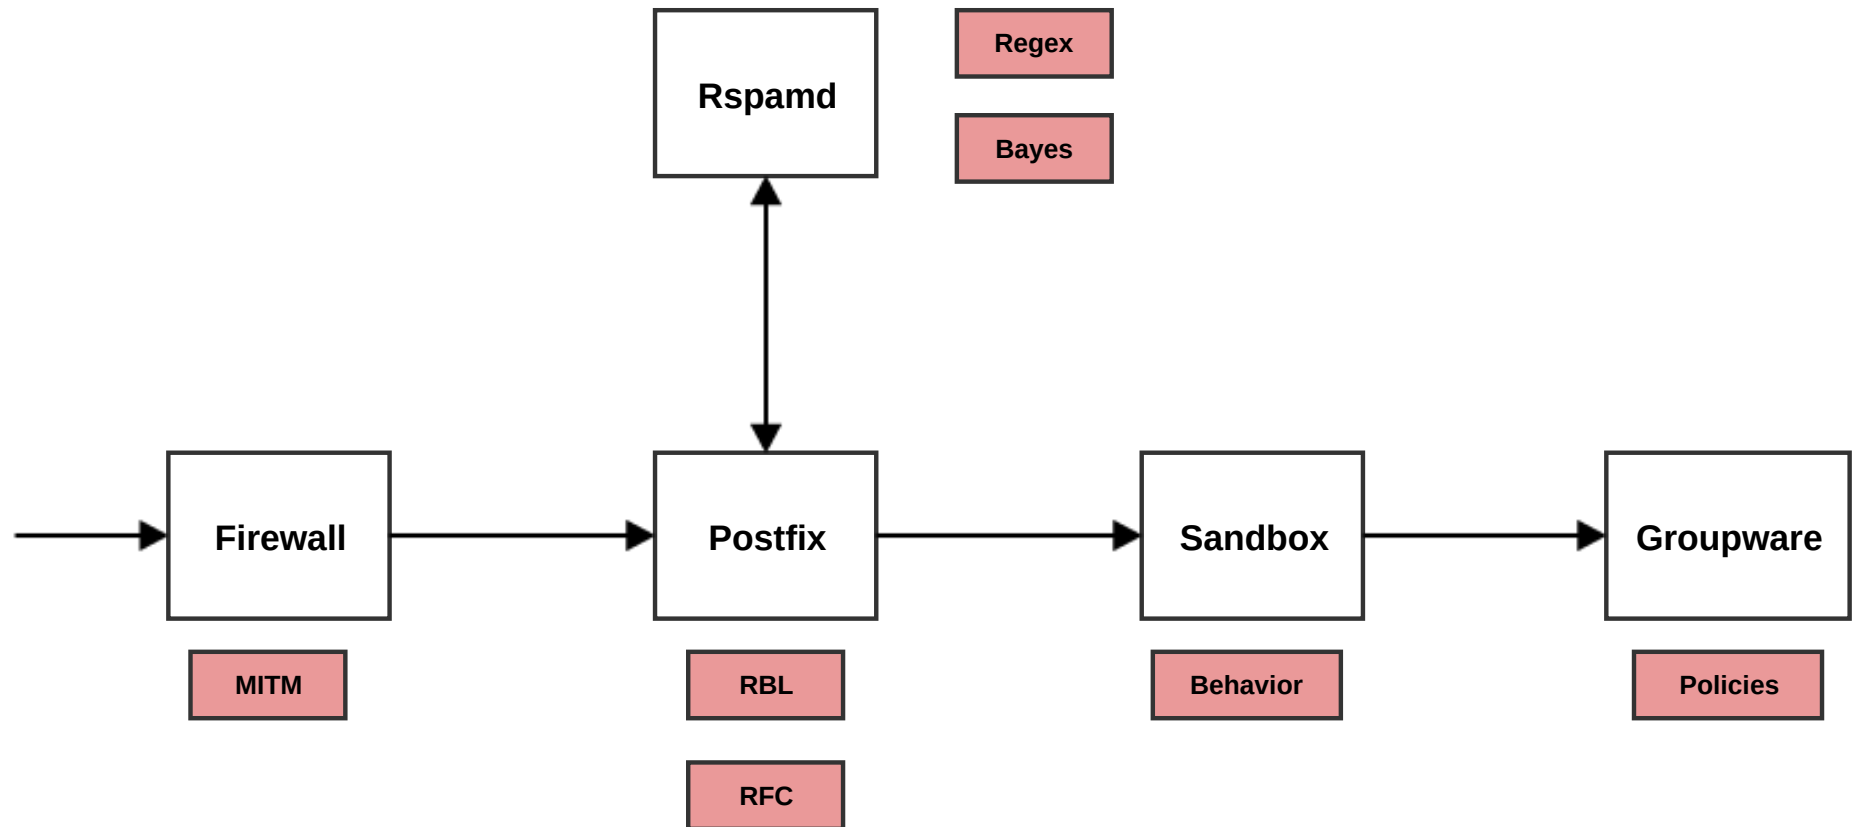 Regex
Rspamd
Bayes
Firewall
Postfix
Sandbox
Groupware
MITM
RBL
Behavior
Policies
RFC